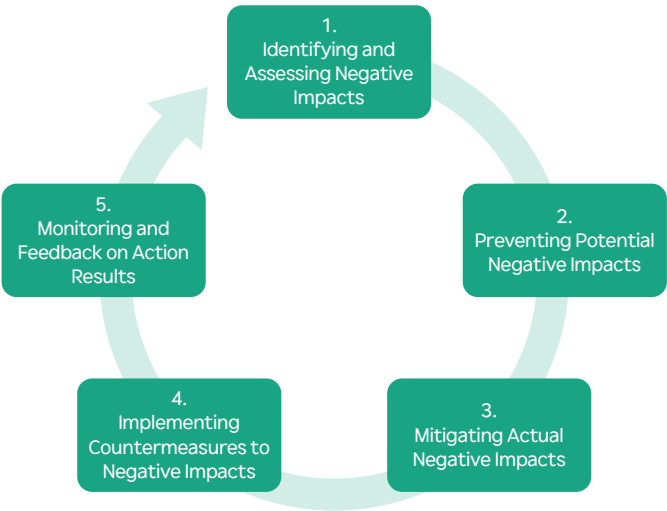 1.
Identifying and
Assessing Negative
Impacts
2.
Preventing Potential
Negative Impacts
3.
Mitigating Actual
Negative Impacts
4.
Implementing
Countermeasures to
Negative Impacts
5.
Monitoring and
Feedback on Action
Results